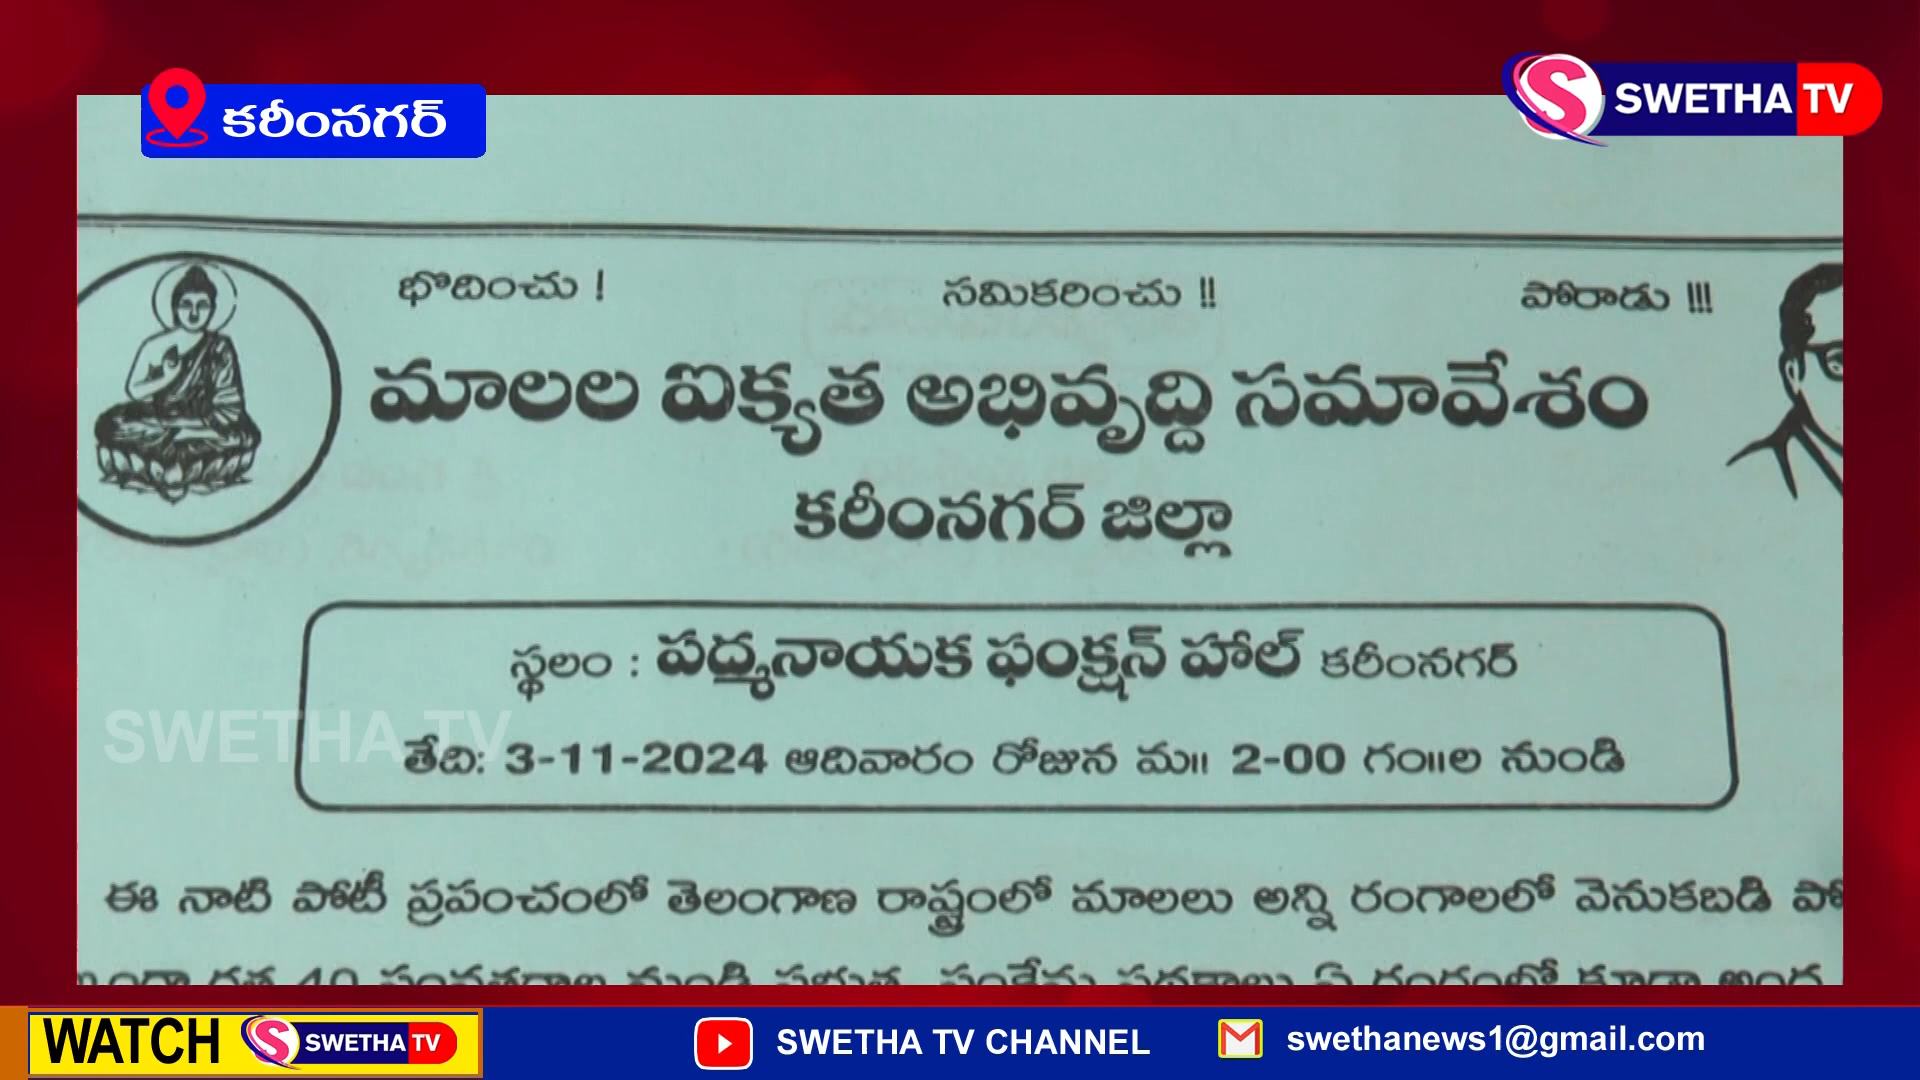 కరీంనగర్
SWETHA TV
భొదించు ! సమికరించు !! పోరాడు !!!
మాలల ఐక్యత అభివృద్ది సమావేశం
కరీంనగర్ జిల్లా
స్థలం : పద్మనాయక ఫంక్షన్ హాల్ కరీంనగర్
SWETHA TV
తేది: 3-11-2024 ఆదివారం రోజున మ॥ 2-00 గం॥ల నుండి
ఈ నాటి పోటీ ప్రపంచంలో తెలంగాణ రాష్ట్రంలో మాలలు అన్ని రంగాలలో వెనుకబడి
WATCH SWETHA TV SWETHA TV CHANNEL swethanews1@gmail.com